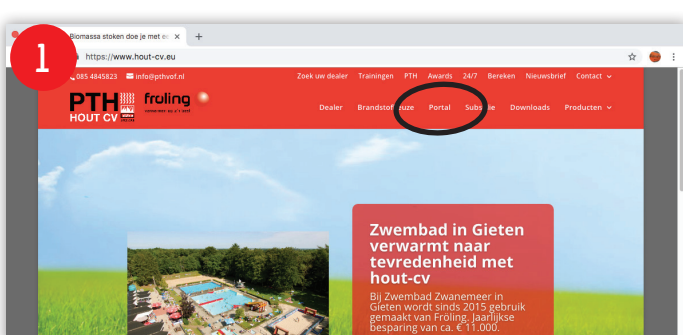 1
Biomassa stoken doe je met ee
https://www.hout-cv.eu
085 4845823 info@pthvof.nl Zoek uw dealer Trainingen PTH Awards 24/7 Bereken Nieuwsbrief Contact
PTH
HOUT CV
froling
Dealer Portal Downloads Producten
Zwembad in Gieten
verwarmt naar
tevredenheid met
hout-cv
Bij Zwembad Zwanemeer in
Gieten wordt sinds 2015 gebruik
gemaakt van Fröling. Jaarlijkse
besparing van ca. € 11.000.